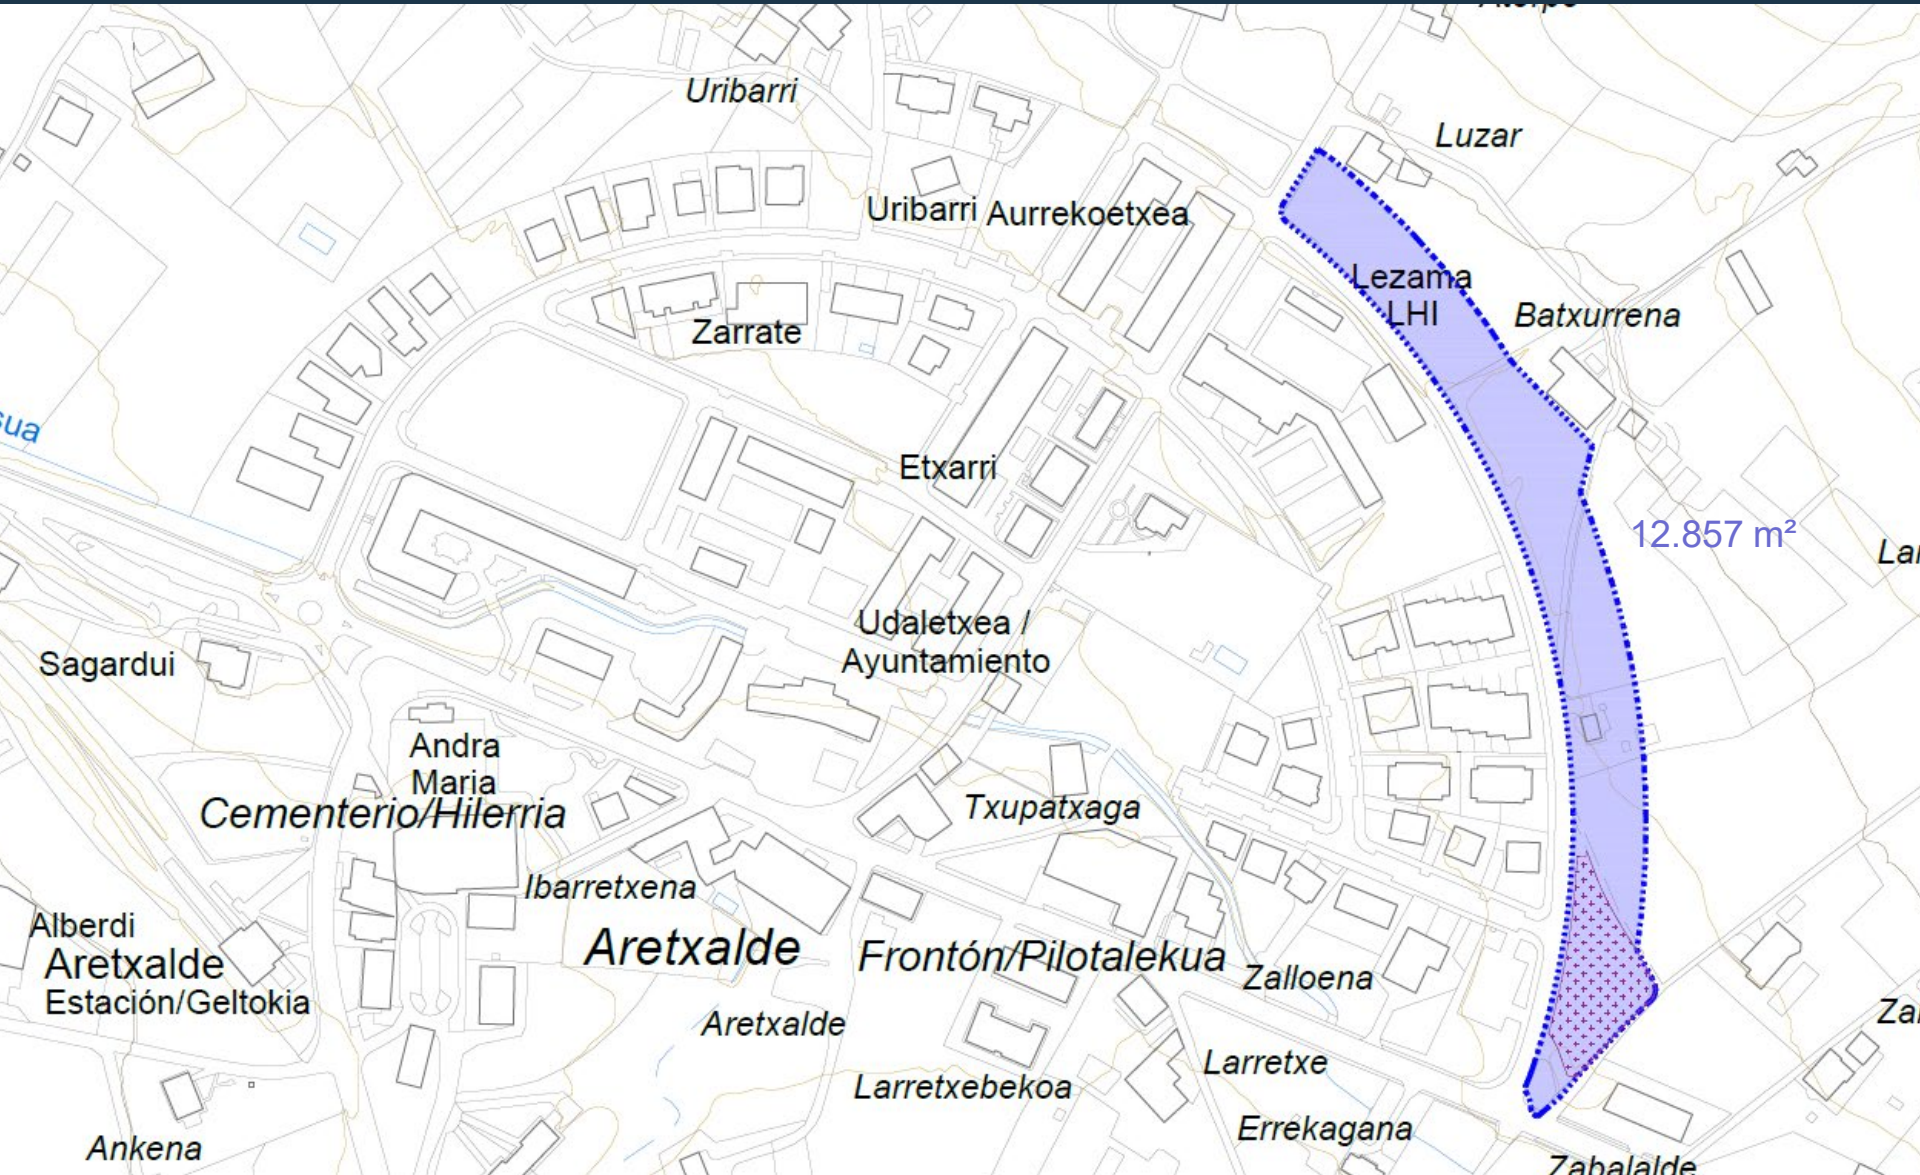 Uribarri
Luzar
Uribarri
Aurrekoetxea
Lezama
LHI
Batxurrena
Zarrate
sua
Etxarri
12.857 m²
Udaletxea /
Ayuntamiento
Sagardui
Andra
Maria
Cementerio/Hilerria
Txupatxaga
Ibarretxena
Alberdi
Aretxalde
Estación/Geltokia
Aretxalde
Frontón/Pilotalekua
Zalloena
Aretxalde
Larretxe
Larretxebekoa
Errekagana
Ankena
Zabalalde